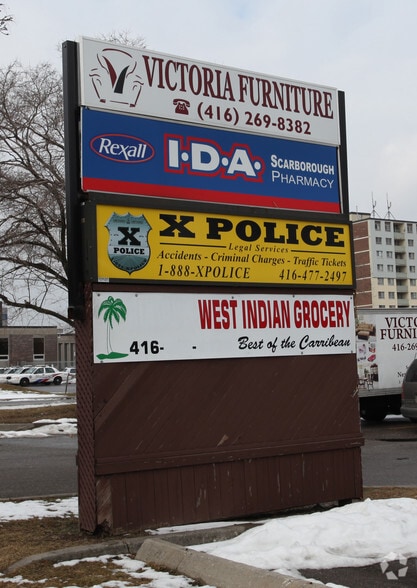 VICTORIA FURNITURE
(416) 269-8382
Rexall
I.D.A.
SCARBOROUGH
PHARMACY
X
POLICE
X POLICE
Legal Services
Accidents - Criminal Charges - Traffic Tickets
1-888-XPOLICE 416-477-2497
WEST INDIAN GROCERY
416- -
Best of the Carribean
VICTO
FURNI
416-269